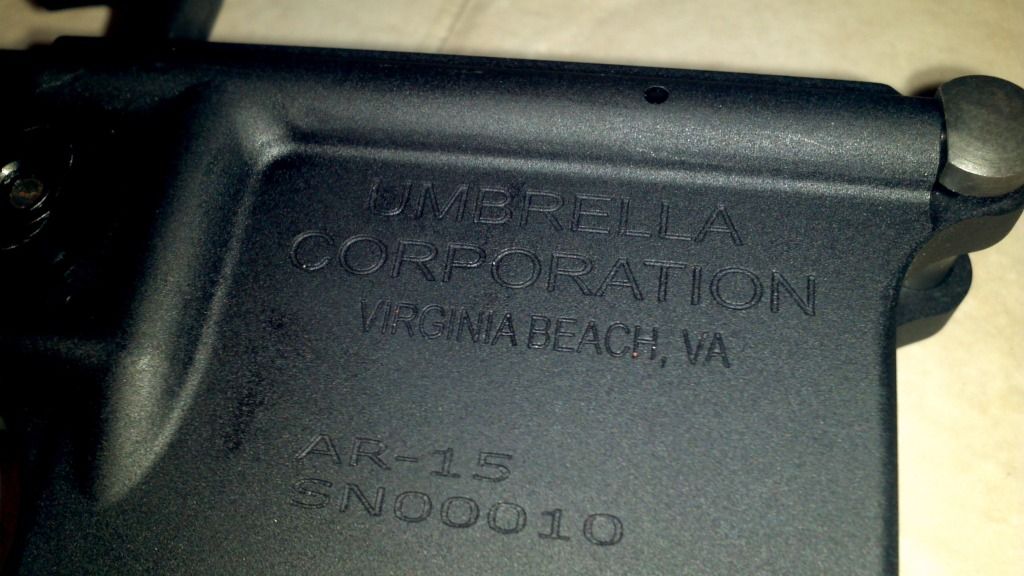 UMBRELLA
CORPORATION
VIRGINIA BEACH, VA
AR-15
SN00010